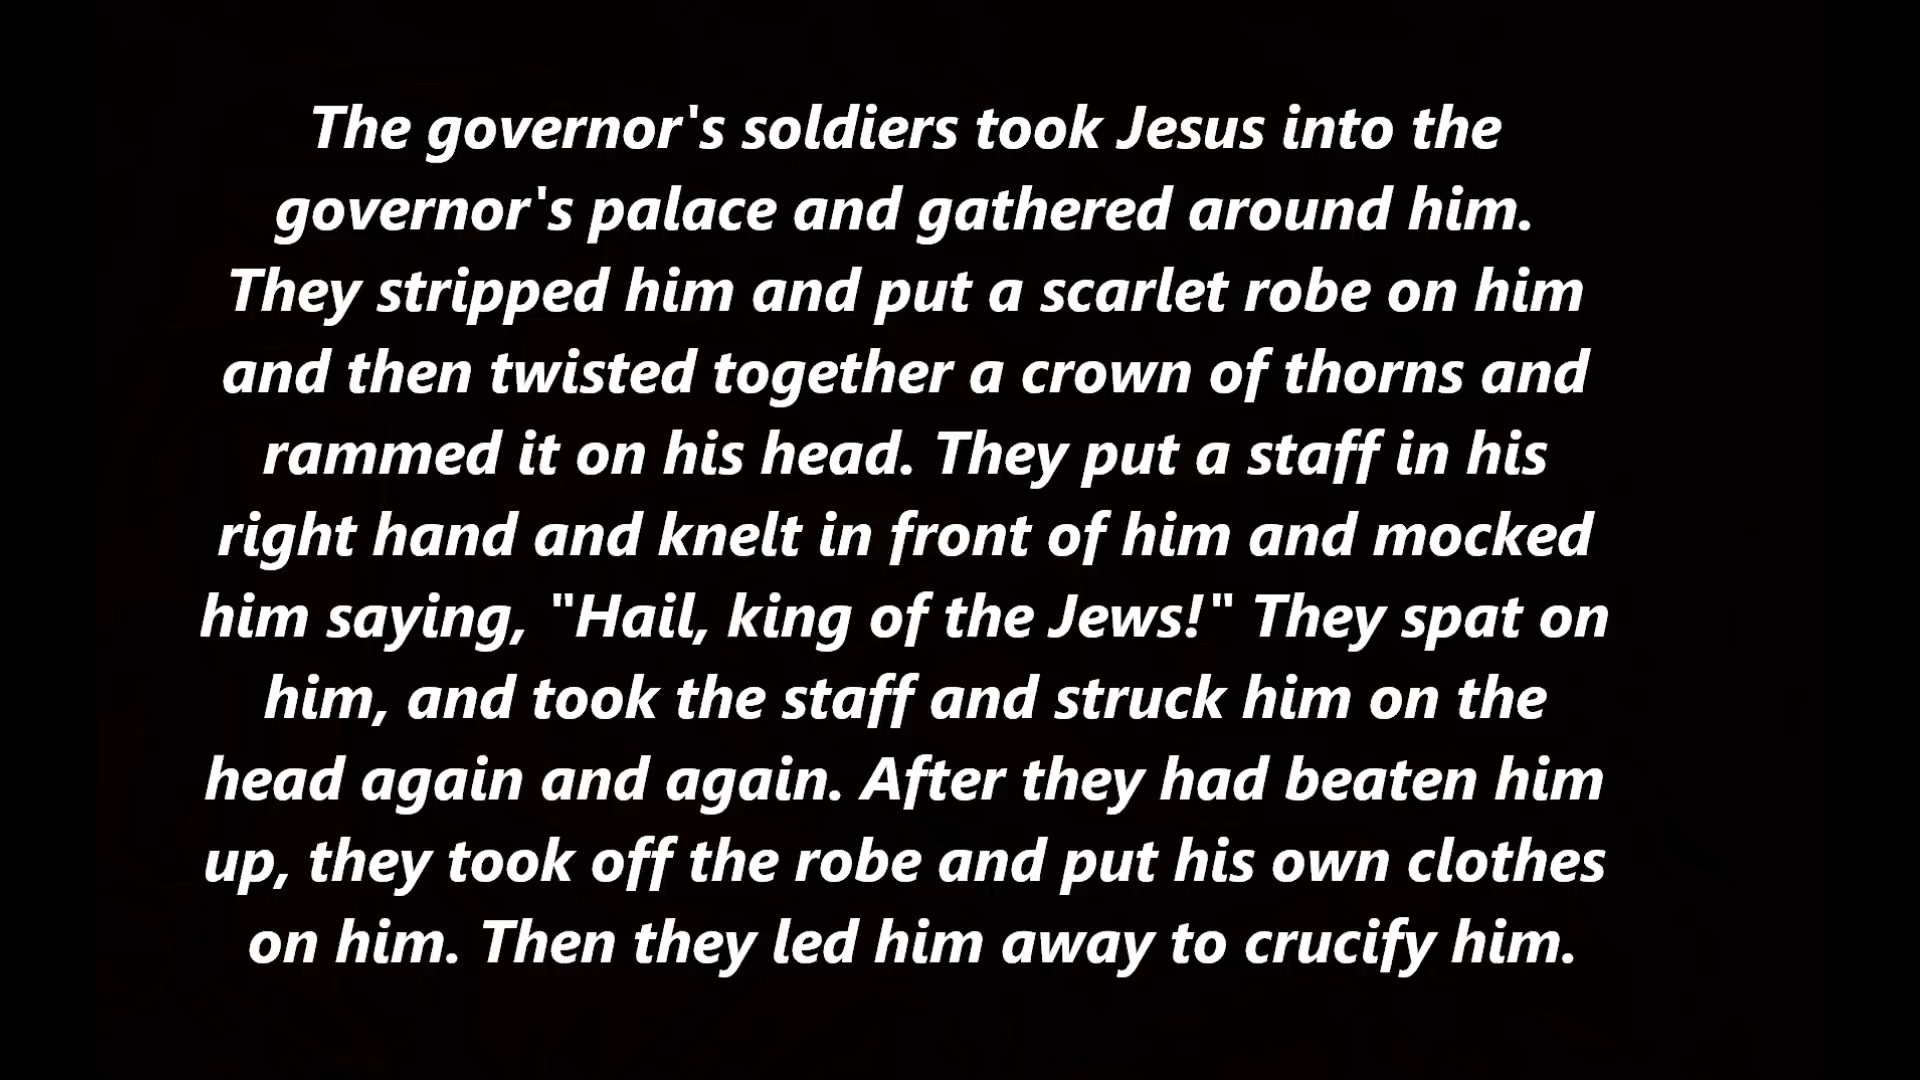 The governor's soldiers took Jesus into the
governor's palace and gathered around him.
They stripped him and put a scarlet robe on him
and then twisted together a crown of thorns and
rammed it on his head. They put a staff in his
right hand and knelt in front of him and mocked
him saying, "Hail, king of the Jews!" They spat on
him, and took the staff and struck him on the
head again and again. After they had beaten him
up, they took off the robe and put his own clothes
on him. Then they led him away to crucify him.